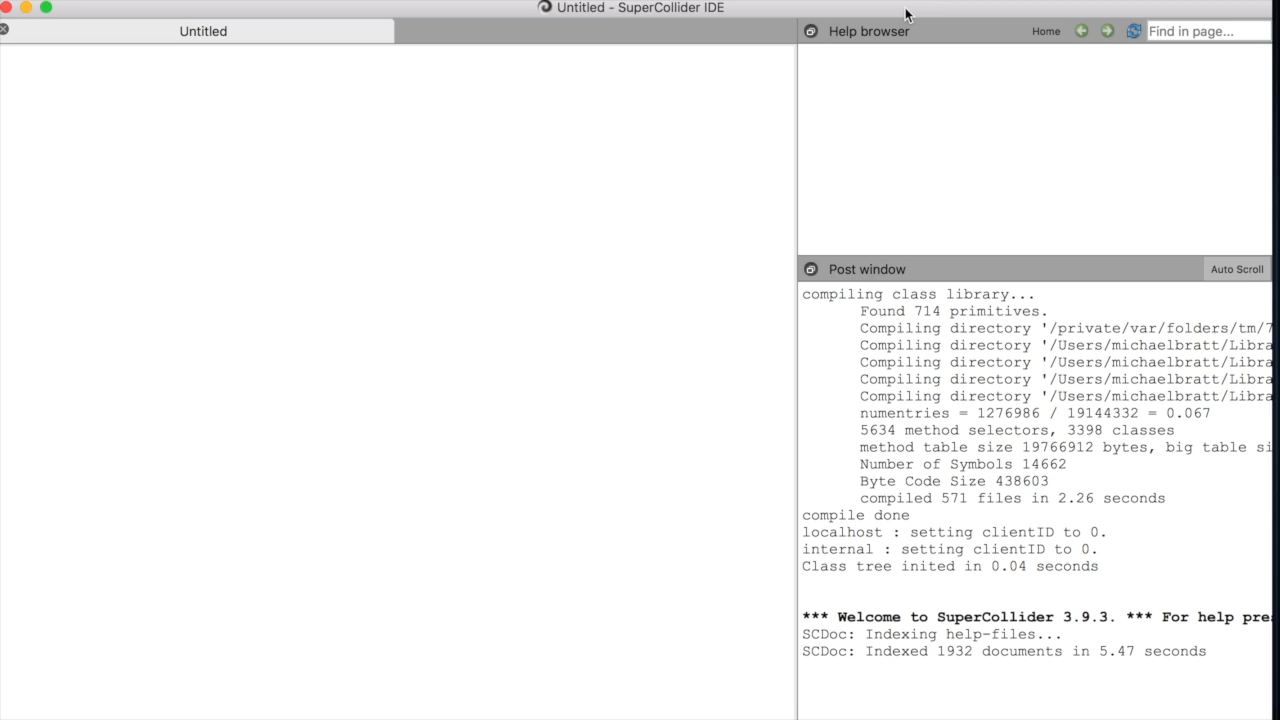 Untitled - SuperCollider IDE
Untitled
Help browser
Home
Find in page...
Post window
Auto Scroll
compiling class library...
Found 714 primitives.
Compiling directory '/private/var/folders/tm/7
Compiling directory '/Users/michaelbratt/Libra
Compiling directory '/Users/michaelbratt/Libra
Compiling directory '/Users/michaelbratt/Libra
Compiling directory '/Users/michaelbratt/Libra
numentries = 1276986 / 19144332 = 0.067
5634 method selectors, 3398 classes
method table size 19766912 bytes, big table si
Number of Symbols 14662
Byte Code Size 438603
compiled 571 files in 2.26 seconds
compile done
localhost : setting clientID to 0.
internal : setting clientID to 0.
Class tree inited in 0.04 seconds
*** Welcome to SuperCollider 3.9.3. *** For help pre
SCDoc: Indexing help-files...
SCDoc: Indexed 1932 documents in 5.47 seconds